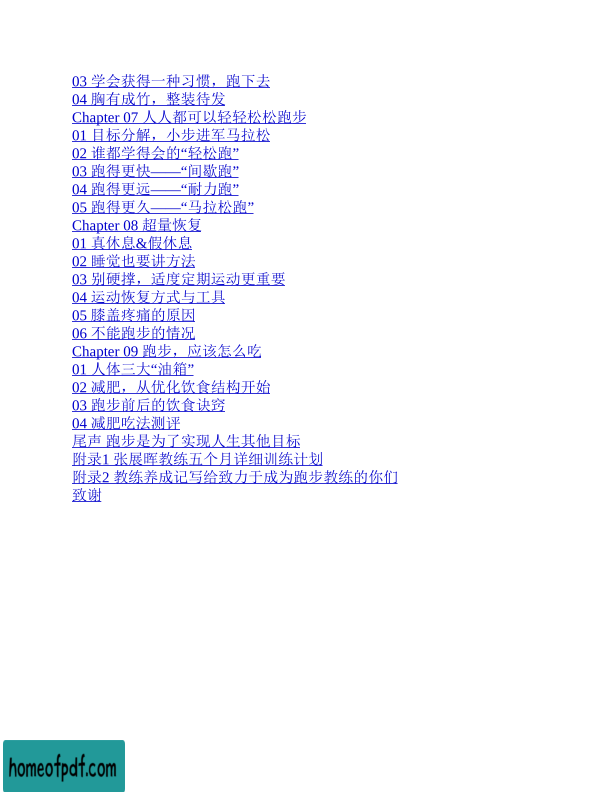 03 学会获得一种习惯，跑下去
04 胸有成竹，整装待发
Chapter 07 人人都可以轻轻松松跑步
01 目标分解，小步进军马拉松
02 谁都学得会的“轻松跑”
03 跑得更快——“间歇跑”
04 跑得更远——“耐力跑”
05 跑得更久——“马拉松跑”
Chapter 08 超量恢复
01 真休息&假休息
02 睡觉也要讲方法
03 别硬撑，适度定期运动更重要
04 运动恢复方式与工具
05 膝盖疼痛的原因
06 不能跑步的情况
Chapter 09 跑步，应该怎么吃
01 人体三大“油箱”
02 减肥，从优化饮食结构开始
03 跑步前后的饮食诀窍
04 减肥吃法测评
尾声 跑步是为了实现人生其他目标
附录1 张展晖教练五个月详细训练计划
附录2 教练养成记写给致力于成为跑步教练的你们
致谢
homeofpdf.com